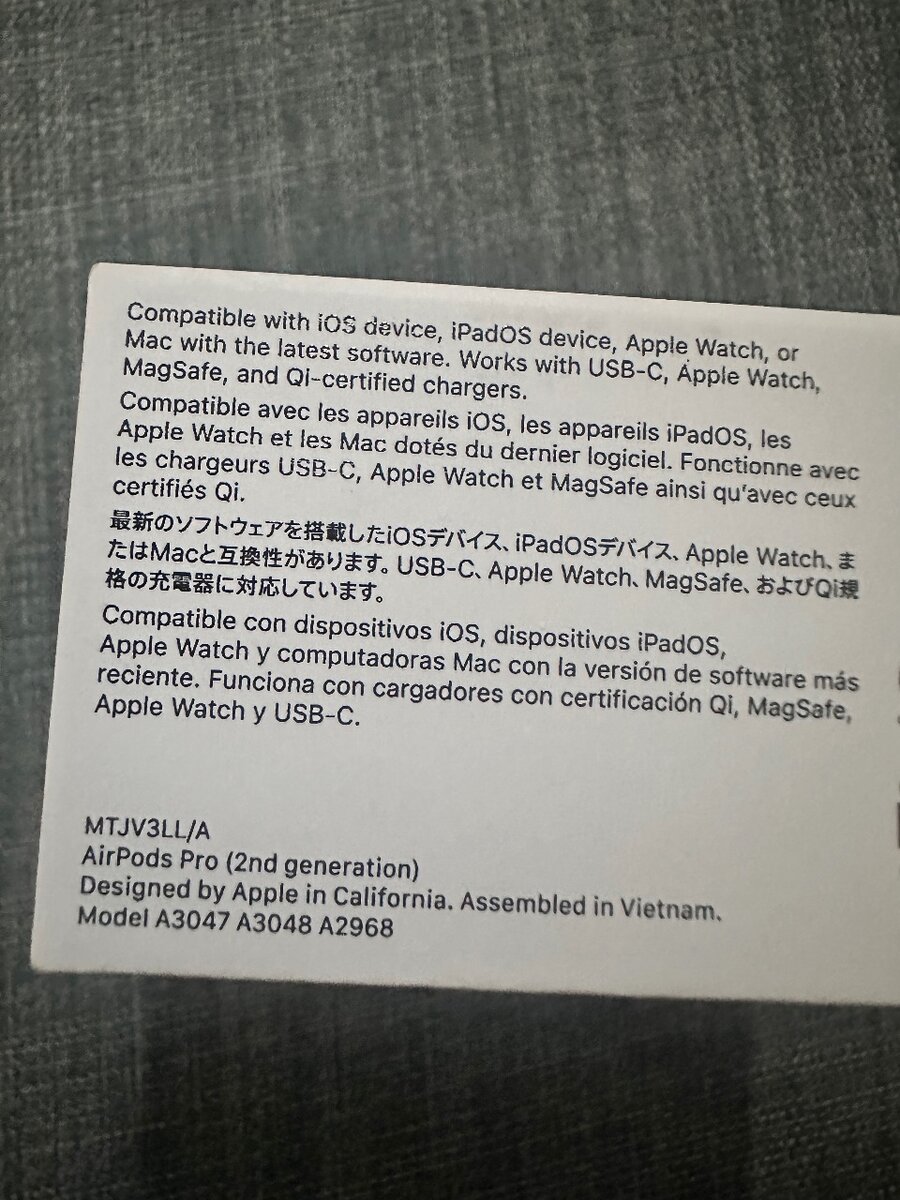 Compatible with iOS device, iPadOS device, Apple Watch, or
Mac with the latest software. Works with USB-C, Apple Watch,
MagSafe, and Qi-certified chargers.
Compatible avec les appareils iOS, les appareils iPadOS, les
Apple Watch et les Mac dotés du dernier logiciel. Fonctionne avec
les chargeurs USB-C, Apple Watch et MagSafe ainsi qu'avec ceux
certifiés Qi.
最新のソフトウェアを搭載したiOSデバイス、iPadOSデバイス、Apple Watch、ま
たはMacと互換性があります。USB-C、Apple Watch、MagSafe、およびQi規
格の充電器に対応しています。
Compatible con dispositivos iOS, dispositivos iPadOS,
Apple Watch y computadoras Mac con la versión de software más
reciente. Funciona con cargadores con certificación Qi, MagSafe,
Apple Watch y USB-C.
MTJV3LL/A
AirPods Pro (2nd generation)
Designed by Apple in California. Assembled in Vietnam.
Model A3047 A3048 A2968